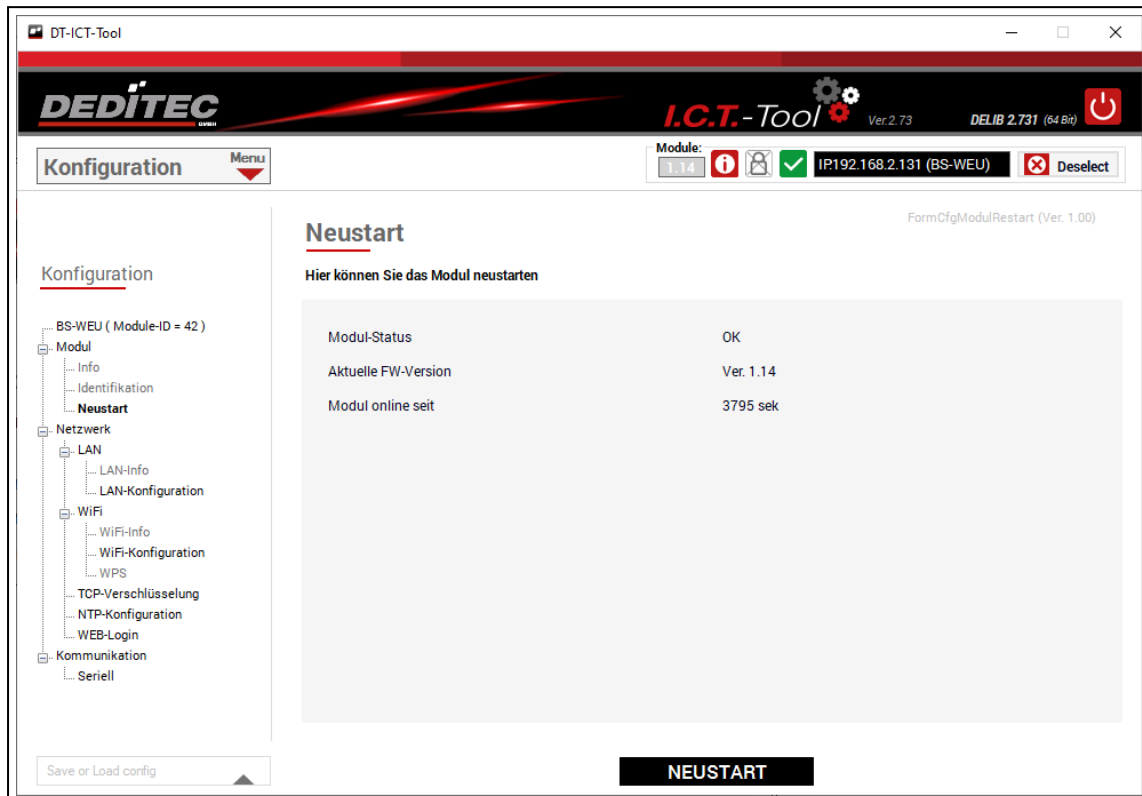 DT-ICT-Tool
DEDITEC
GMBH
I.C.T.-Tool
Ver.2.73
DELIB 2.731 (64 Bit)
Konfiguration
Menu
Module:
1.14
IP:192.168.2.131 (BS-WEU)
Deselect
FormCfgModulRestart (Ver. 1.00)
Neustart
Hier können Sie das Modul neustarten
Konfiguration
BS-WEU ( Module-ID = 42 )
Modul
Info
Identifikation
Neustart
Netzwerk
LAN
LAN-Info
LAN-Konfiguration
WiFi
WiFi-Info
WiFi-Konfiguration
WPS
TCP-Verschlüsselung
NTP-Konfiguration
WEB-Login
Kommunikation
Seriell
Modul-Status OK
Aktuelle FW-Version Ver. 1.14
Modul online seit 3795 sek
Save or Load config
NEUSTART